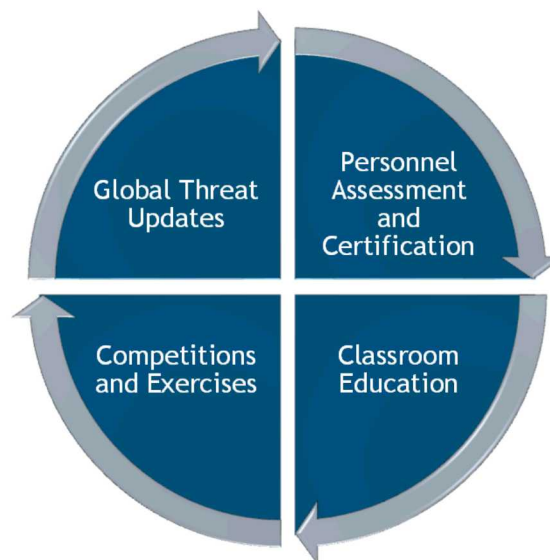 Global Threat
Updates
Personnel
Assessment
and
Certification
Competitions
and Exercises
Classroom
Education